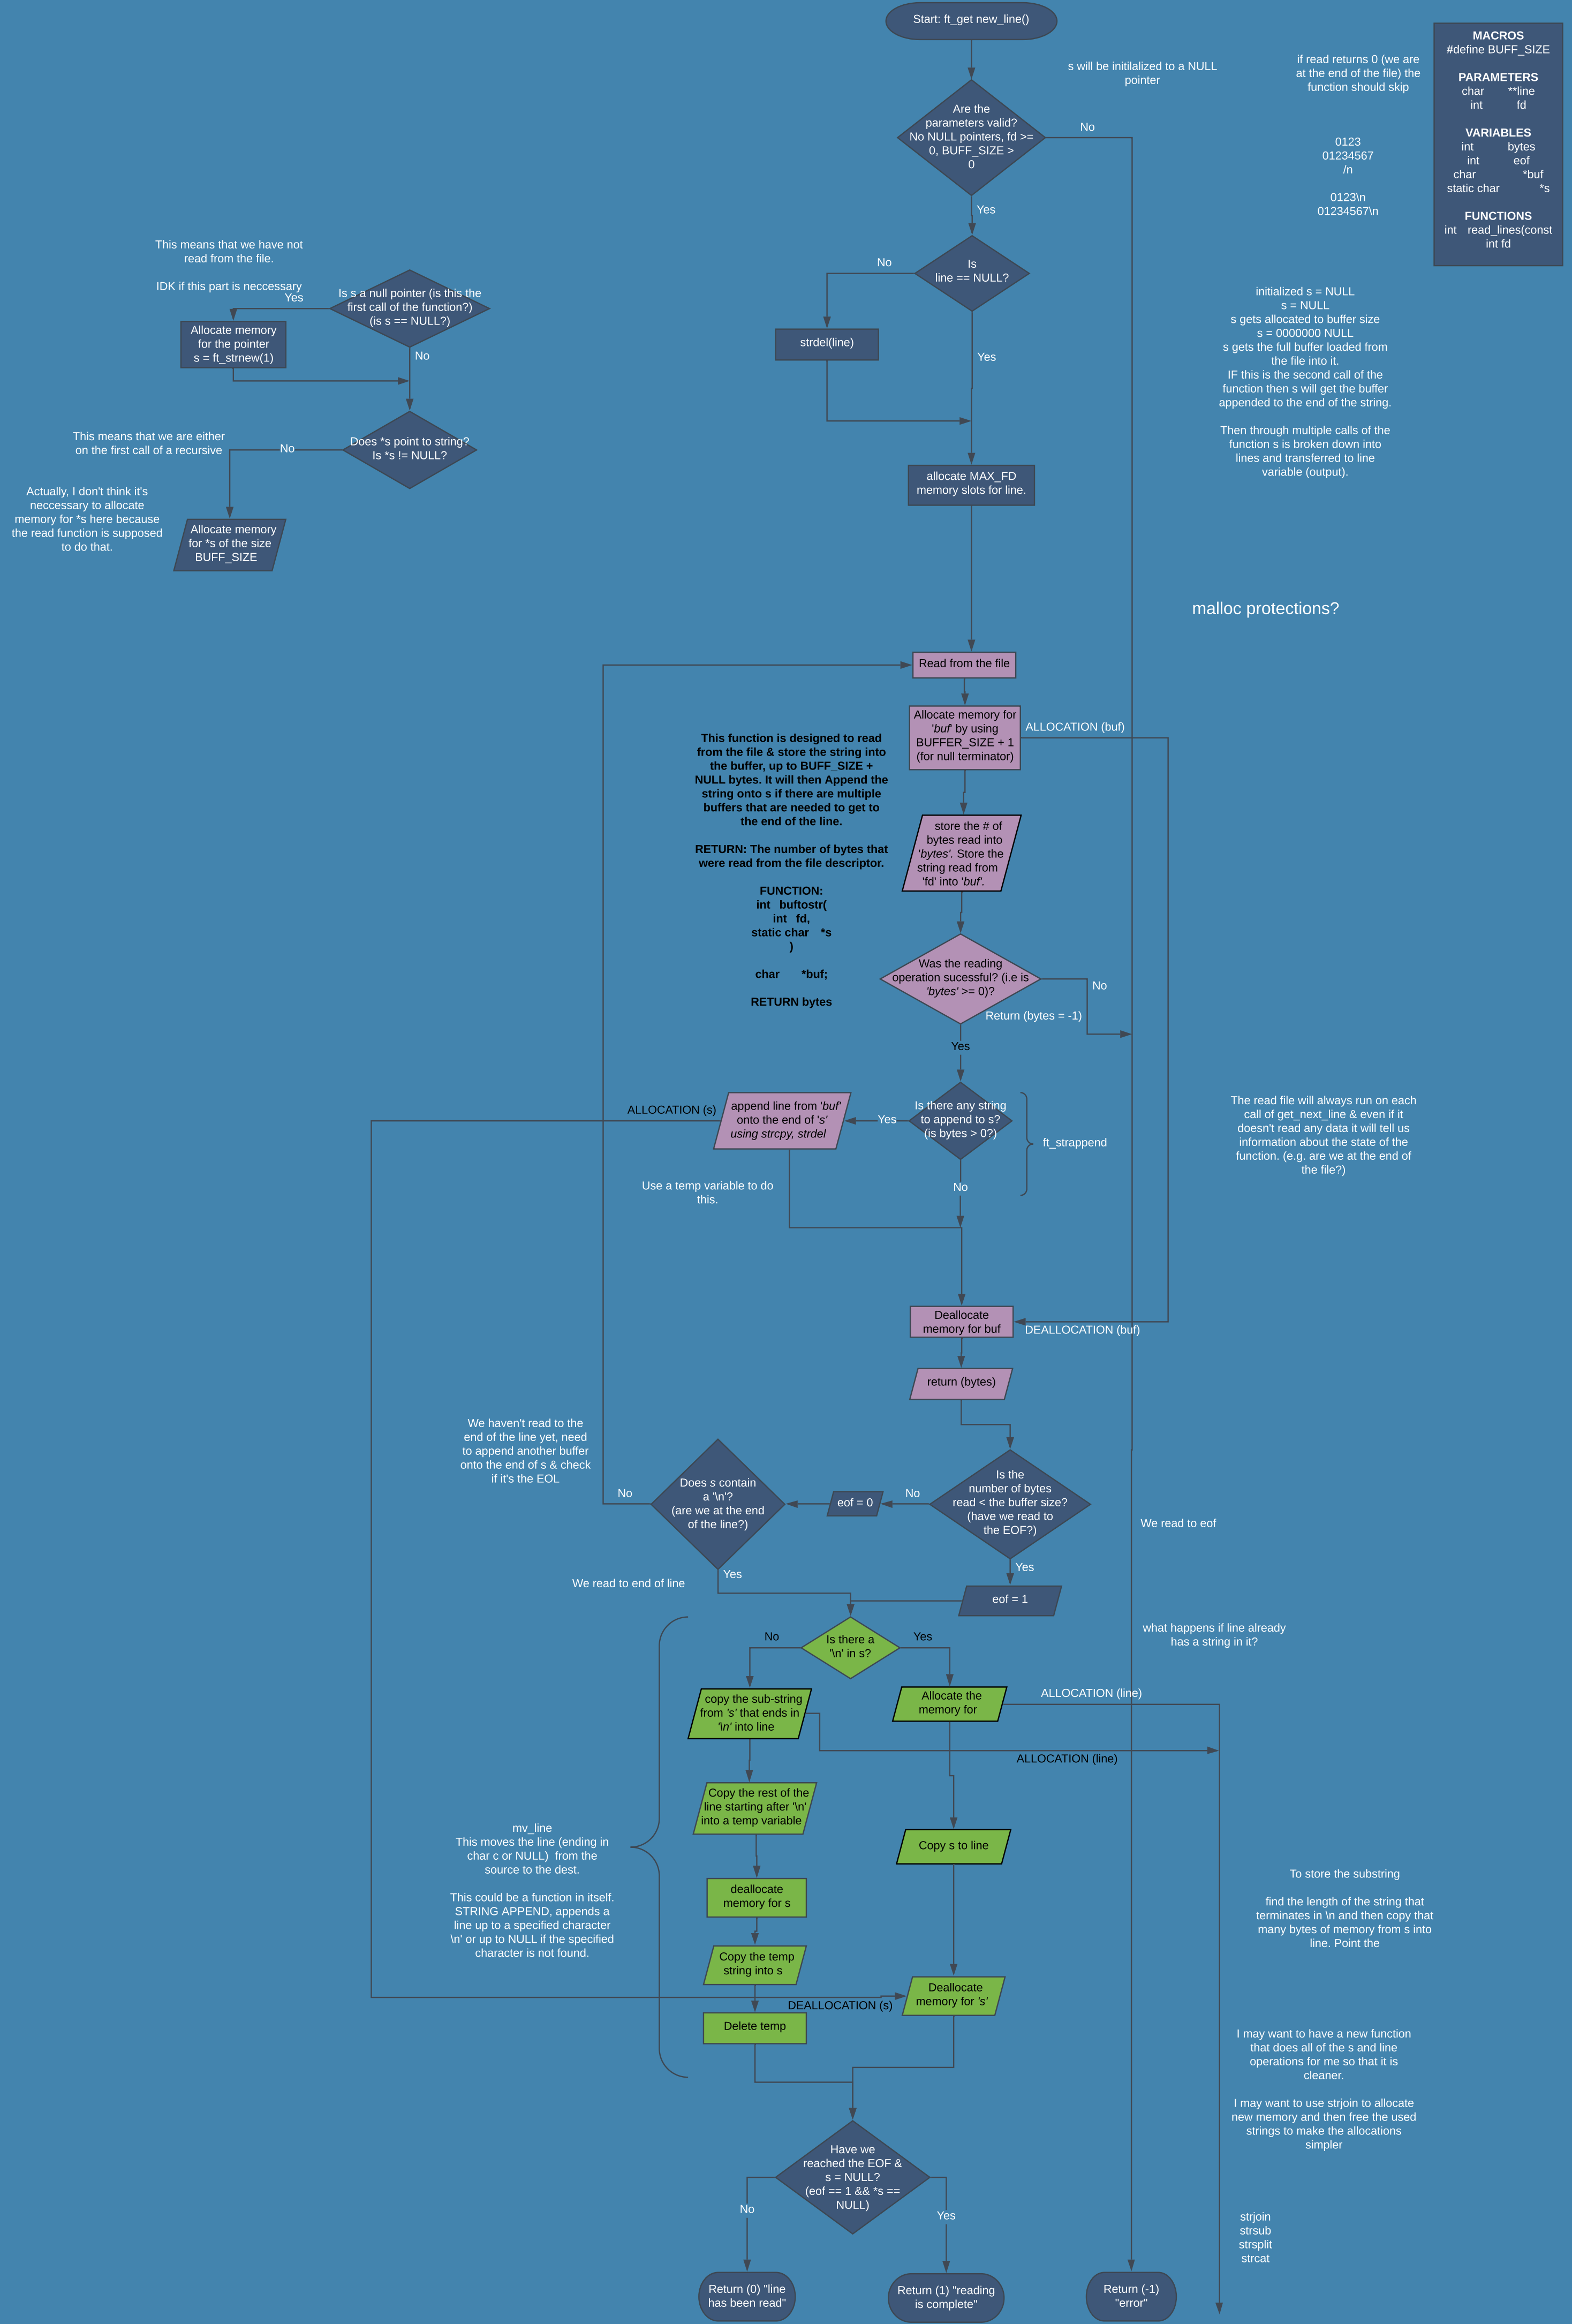 Start: ft_get new_line()
s will be initilalized to a NULL
pointer
if read returns 0 (we are
at the end of the file) the
function should skip
MACROS
#define BUFF_SIZE
PARAMETERS
char **line
int fd
VARIABLES
int bytes
int eof
char *buf
static char *s
FUNCTIONS
int read_lines(const
int fd
Are the
parameters valid?
No NULL pointers, fd >=
0, BUFF_SIZE >
0
No
Yes
0123
01234567
/n
0123\n
01234567\n
This means that we have not
read from the file.
IDK if this part is neccessary
Yes
Is s a null pointer (is this the
first call of the function?)
(is s == NULL?)
Allocate memory
for the pointer
s = ft_strnew(1)
No
Is
line == NULL?
No
strdel(line)
Yes
initialized s = NULL
s = NULL
s gets allocated to buffer size
s = 0000000 NULL
s gets the full buffer loaded from
the file into it.
IF this is the second call of the
function then s will get the buffer
appended to the end of the string.
Then through multiple calls of the
function s is broken down into
lines and transferred to line
variable (output).
This means that we are either
on the first call of a recursive
No
Does *s point to string?
Is *s != NULL?
Actually, I don't think it's
neccessary to allocate
memory for *s here because
the read function is supposed
to do that.
Allocate memory
for *s of the size
BUFF_SIZE
allocate MAX_FD
memory slots for line.
malloc protections?
Read from the file
Allocate memory for
'buf' by using
BUFFER_SIZE + 1
(for null terminator)
ALLOCATION (buf)
This function is designed to read
from the file & store the string into
the buffer, up to BUFF_SIZE +
NULL bytes. It will then Append the
string onto s if there are multiple
buffers that are needed to get to
the end of the line.
RETURN: The number of bytes that
were read from the file descriptor.
FUNCTION:
int buftostr(
int fd,
static char *s
)
char *buf;
RETURN bytes
store the # of
bytes read into
'bytes'. Store the
string read from
'fd' into 'buf'.
Was the reading
operation sucessful? (i.e is
'bytes' >= 0)?
No
Return (bytes = -1)
Yes
ALLOCATION (s)
append line from 'buf'
onto the end of 's'
using strcpy, strdel
Yes
Is there any string
to append to s?
(is bytes > 0?)
ft_strappend
No
Use a temp variable to do
this.
The read file will always run on each
call of get_next_line & even if it
doesn't read any data it will tell us
information about the state of the
function. (e.g. are we at the end of
the file?)
Deallocate
memory for buf
DEALLOCATION (buf)
return (bytes)
We haven't read to the
end of the line yet, need
to append another buffer
onto the end of s & check
if it's the EOL
No
Does s contain
a '\n'?
(are we at the end
of the line?)
eof = 0
No
Is the
number of bytes
read < the buffer size?
(have we read to
the EOF?)
We read to eof
Yes
Yes
We read to end of line
eof = 1
what happens if line already
has a string in it?
No
Is there a
'\n' in s?
Yes
copy the sub-string
from 's' that ends in
'\n' into line
Allocate the
memory for
ALLOCATION (line)
ALLOCATION (line)
Copy the rest of the
line starting after '\n'
into a temp variable
mv_line
This moves the line (ending in
char c or NULL) from the
source to the dest.
This could be a function in itself.
STRING APPEND, appends a
line up to a specified character
\n' or up to NULL if the specified
character is not found.
Copy s to line
deallocate
memory for s
Copy the temp
string into s
Deallocate
memory for 's'
DEALLOCATION (s)
Delete temp
To store the substring
find the length of the string that
terminates in \n and then copy that
many bytes of memory from s into
line. Point the
I may want to have a new function
that does all of the s and line
operations for me so that it is
cleaner.
I may want to use strjoin to allocate
new memory and then free the used
strings to make the allocations
simpler
Have we
reached the EOF &
s = NULL?
(eof == 1 && *s ==
NULL)
No
Yes
strjoin
strsub
strsplit
strcat
Return (0) "line
has been read"
Return (1) "reading
is complete"
Return (-1)
"error"